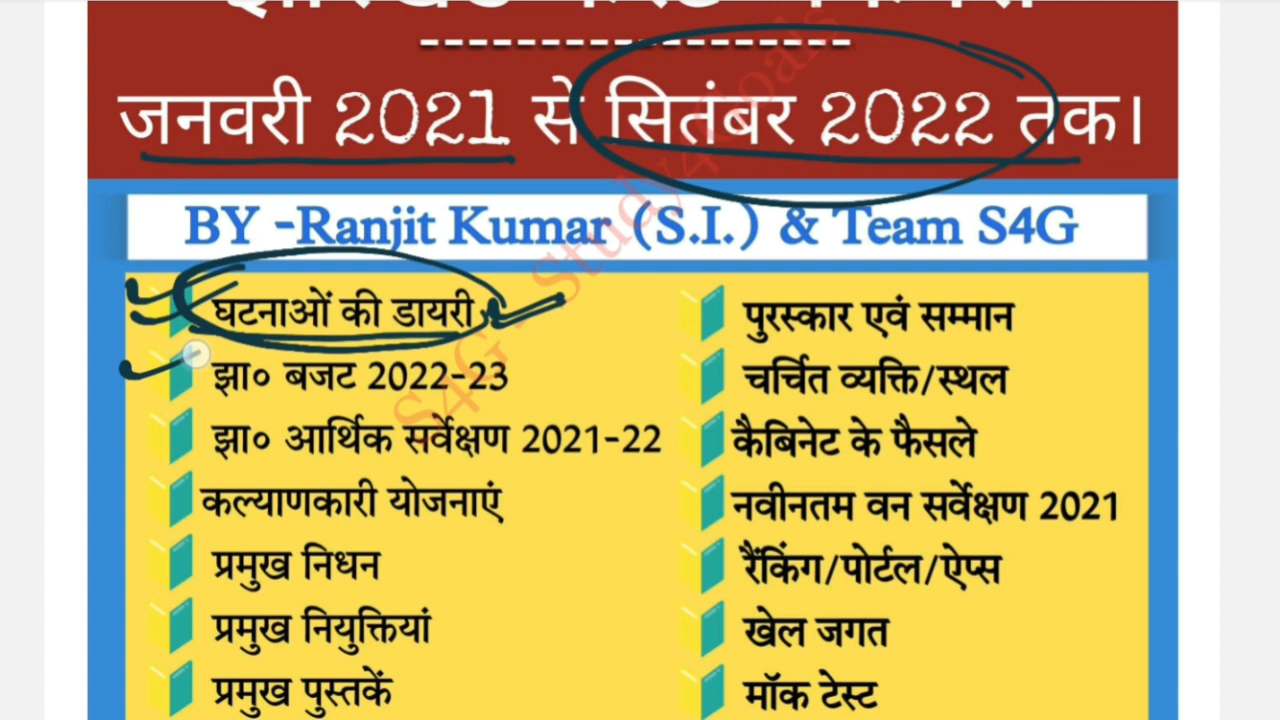 जनवरी 2021 से सितंबर 2022 तक।
BY -Ranjit Kumar (S.I.) & Team S4G
घटनाओं की डायरी
झा० बजट 2022-23
झा० आर्थिक सर्वेक्षण 2021-22
कल्याणकारी योजनाएं
प्रमुख निधन
प्रमुख नियुक्तियां
प्रमुख पुस्तकें
पुरस्कार एवं सम्मान
चर्चित व्यक्ति/स्थल
कैबिनेट के फैसले
नवीनतम वन सर्वेक्षण 2021
रैंकिंग/पोर्टल/ऐप्स
खेल जगत
मॉक टेस्ट
S4G - Study4Goals